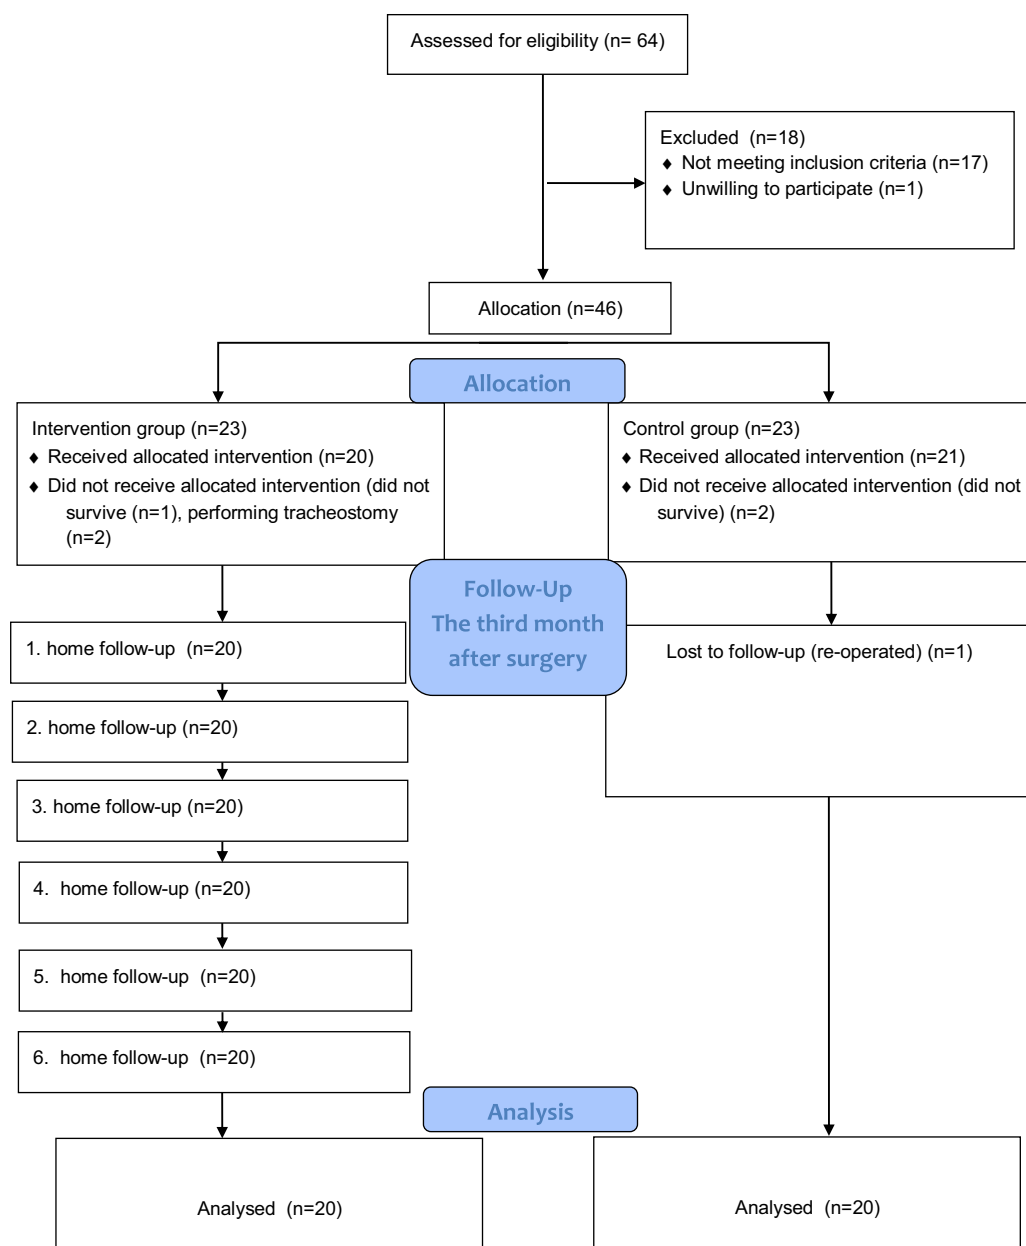 Assessed for eligibility (n= 64)
Excluded (n=18)
♦ Not meeting inclusion criteria (n=17)
♦ Unwilling to participate (n=1)
Allocation (n=46)
Allocation
Intervention group (n=23)
♦ Received allocated intervention (n=20)
♦ Did not receive allocated intervention (did not
survive (n=1), performing tracheostomy
(n=2)
Control group (n=23)
♦ Received allocated intervention (n=21)
♦ Did not receive allocated intervention (did not
survive) (n=2)
Follow-Up
The third month
after surgery
1. home follow-up (n=20)
2. home follow-up (n=20)
3. home follow-up (n=20)
4. home follow-up (n=20)
5. home follow-up (n=20)
6. home follow-up (n=20)
Lost to follow-up (re-operated) (n=1)
Analysis
Analysed (n=20)
Analysed (n=20)